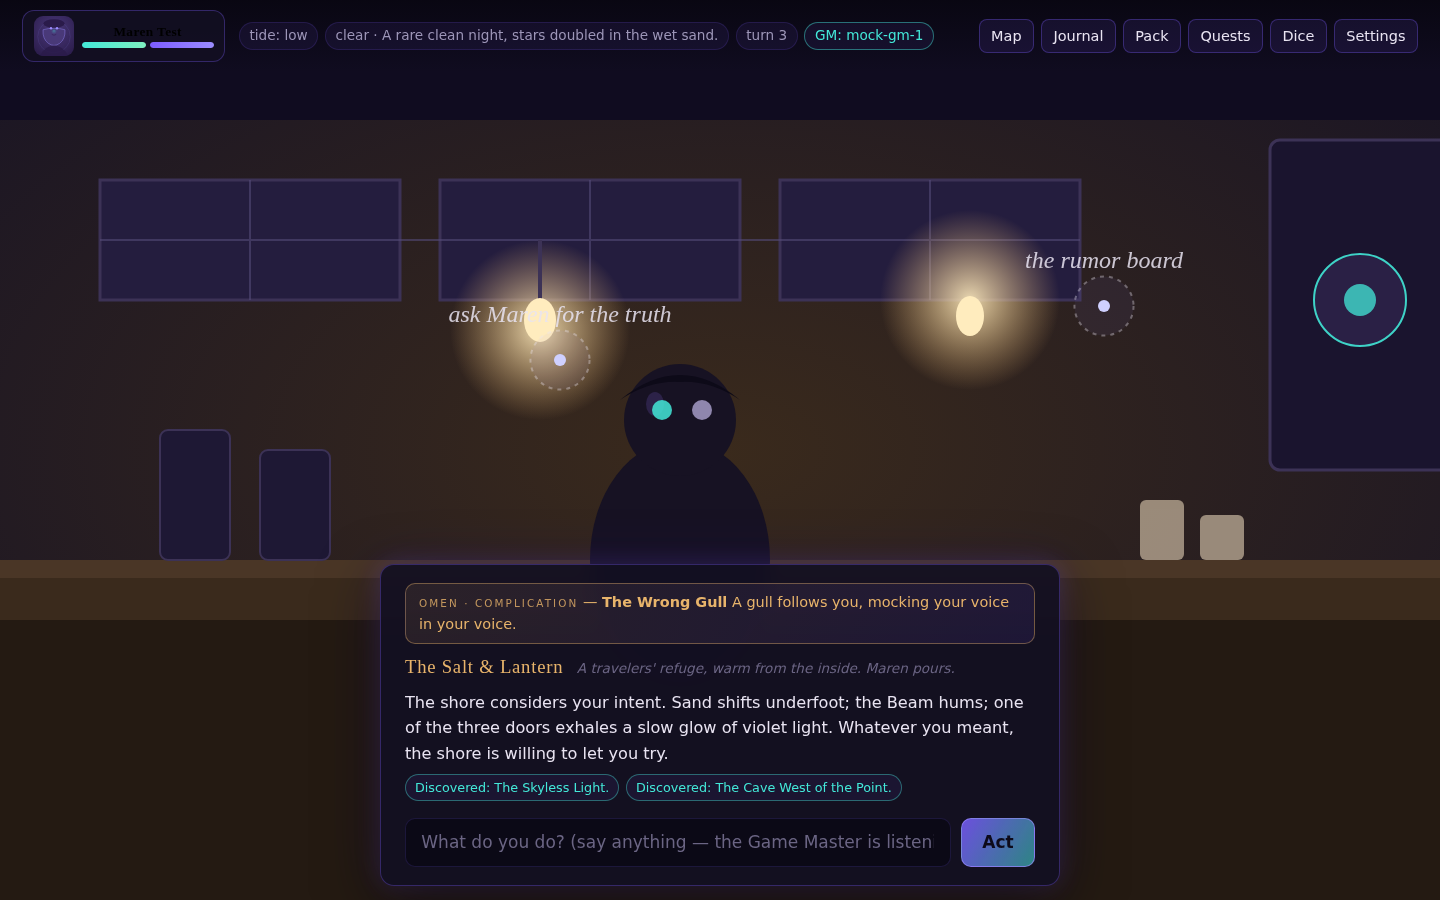 Maren Test
tide: low
clear · A rare clean night, stars doubled in the wet sand.
turn 3
GM: mock-gm-1
Map
Journal
Pack
Quests
Dice
Settings
the rumor board
ask Maren for the truth
OMEN · COMPLICATION — The Wrong Gull A gull follows you, mocking your voice
in your voice.
The Salt & Lantern A travelers' refuge, warm from the inside. Maren pours.
The shore considers your intent. Sand shifts underfoot; the Beam hums; one
of the three doors exhales a slow glow of violet light. Whatever you meant,
the shore is willing to let you try.
Discovered: The Skyless Light.
Discovered: The Cave West of the Point.
What do you do? (say anything — the Game Master is listeni
Act